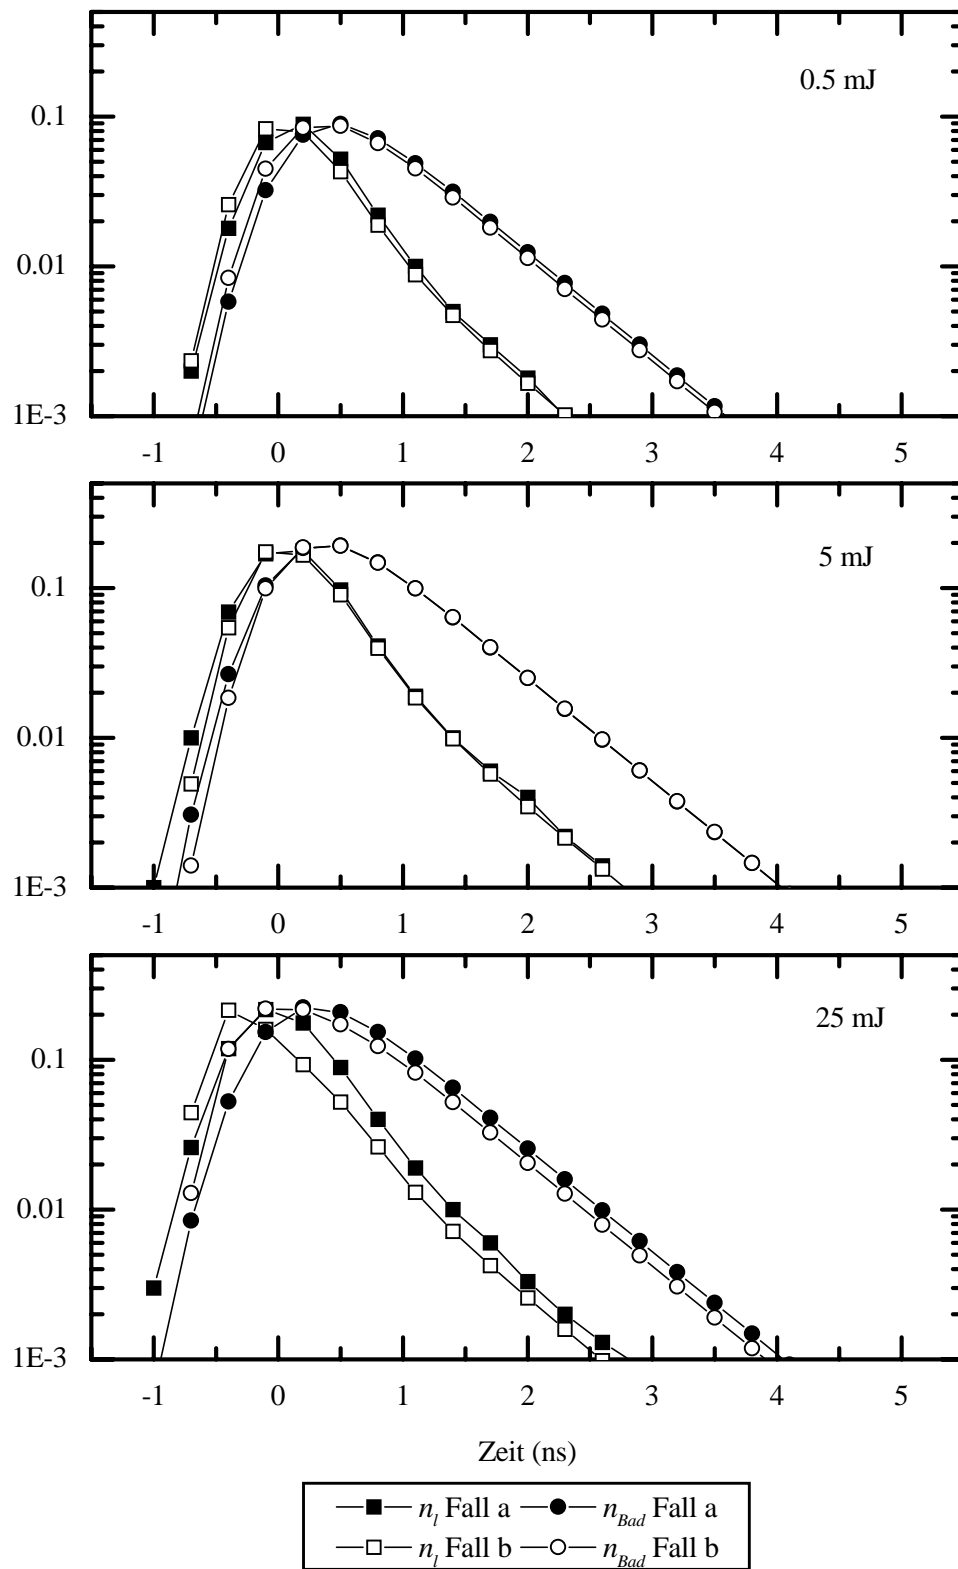 0.5 mJ
0.1
0.01
1E-3
-1 0 1 2 3 4 5
5 mJ
0.1
0.01
1E-3
-1 0 1 2 3 4 5
25 mJ
0.1
0.01
1E-3
-1 0 1 2 3 4 5
Zeit (ns)
n_l Fall a n_Bad Fall a
n_l Fall b n_Bad Fall b